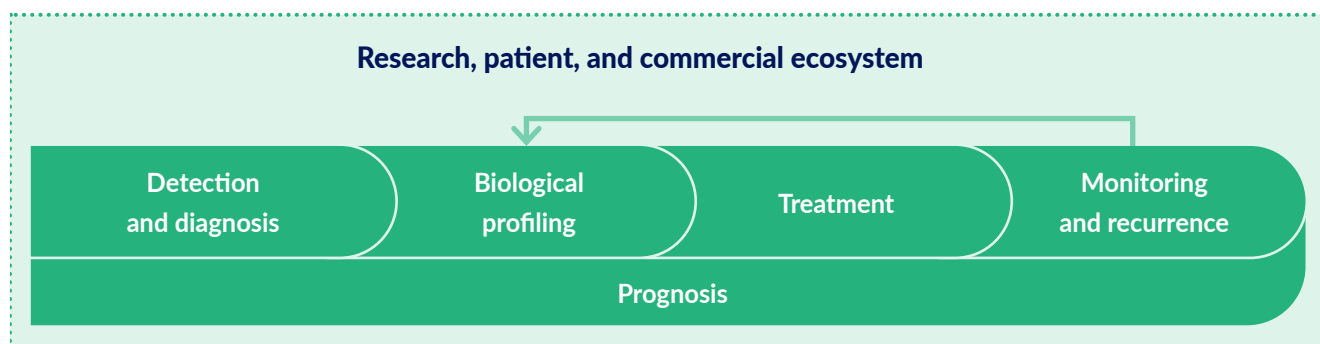 Research, patient, and commercial ecosystem
Detection
and diagnosis
Biological
profiling
Treatment
Monitoring
and recurrence
Prognosis